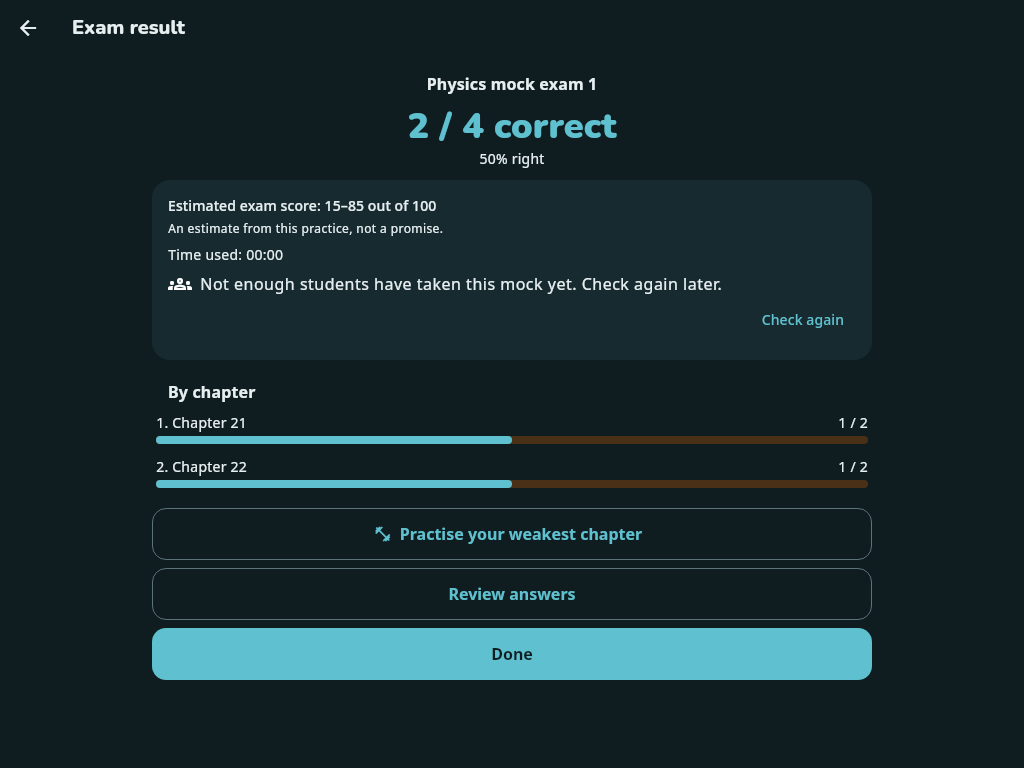 Exam result
Physics mock exam 1
2 / 4 correct
50% right
Estimated exam score: 15–85 out of 100
An estimate from this practice, not a promise.
Time used: 00:00
Not enough students have taken this mock yet. Check again later.
Check again
By chapter
1. Chapter 21 1 / 2
2. Chapter 22 1 / 2
Practise your weakest chapter
Review answers
Done